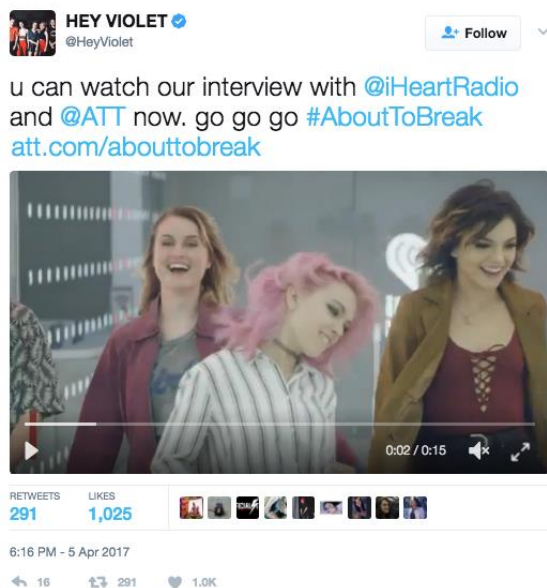 HEY VIOLET
@HeyViolet
Follow
u can watch our interview with @iHeartRadio
and @ATT now. go go go #AboutToBreak
att.com/abouttobreak
0:02 / 0:15
RETWEETS LIKES
291 1,025
6:16 PM - 5 Apr 2017
16 291 1.0K